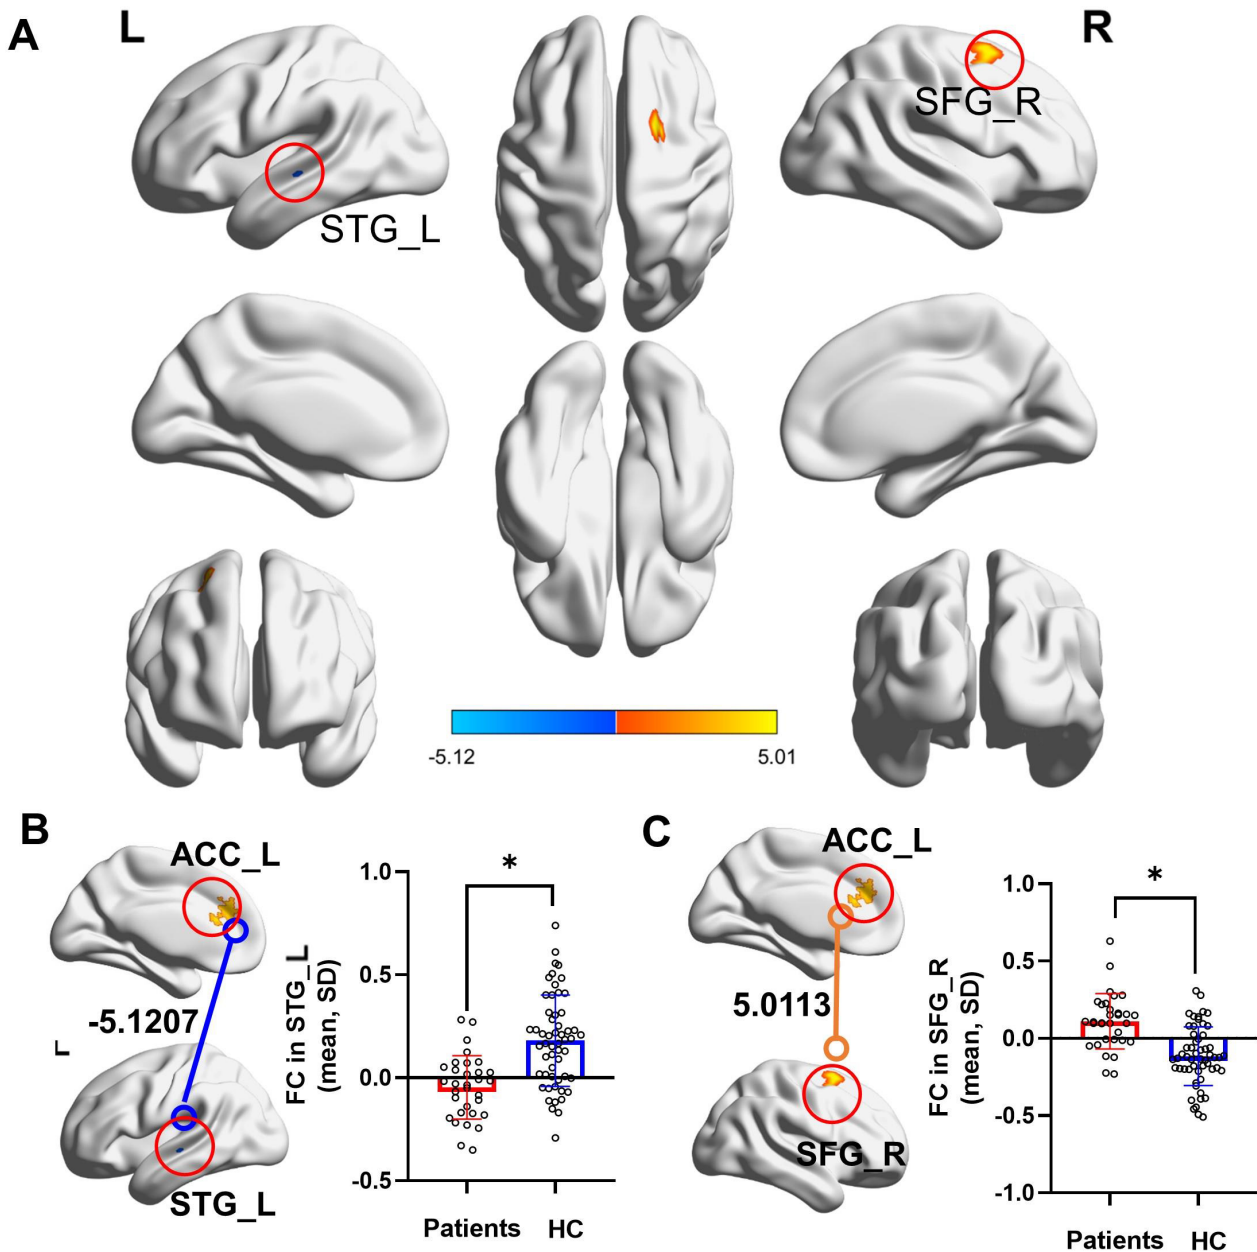 A
L
R
SFG_R
STG_L
-5.12
5.01
B
ACC_L
-5.1207
L
STG_L
FC in STG_L
(mean, SD)
1.0
0.5
0.0
-0.5
*
Patients
HC
C
ACC_L
5.0113
SFG_R
FC in SFG_R
(mean, SD)
1.0
0.5
0.0
-0.5
-1.0
*
Patients
HC